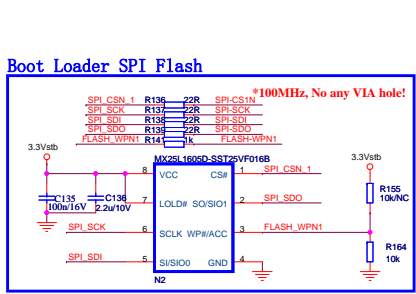 Boot Loader SPI Flash
*100MHz, No any VIA hole!
SPI_CSN_1 R136 22R SPI-CS1N
SPI_SCK R137 22R SPI-SCK
SPI_SDI R138 22R SPI-SDI
SPI_SDO R139 22R SPI-SDO
FLASH_WPN1 R141 1k FLASH-WPN1
3.3Vstb MX25L1605D-SST25VF016B 3.3Vstb
8 VCC CS# 1 SPI_CSN_1
R155
10k/NC
C135 100n/16V
C136 2.2u/10V
7 LOLD# SO/SIO1 2 SPI_SDO
SPI_SCK 6 SCLK WP#/ACC 3 FLASH_WPN1
R164
10k
SPI_SDI 5 SI/SIO0 GND 4
N2